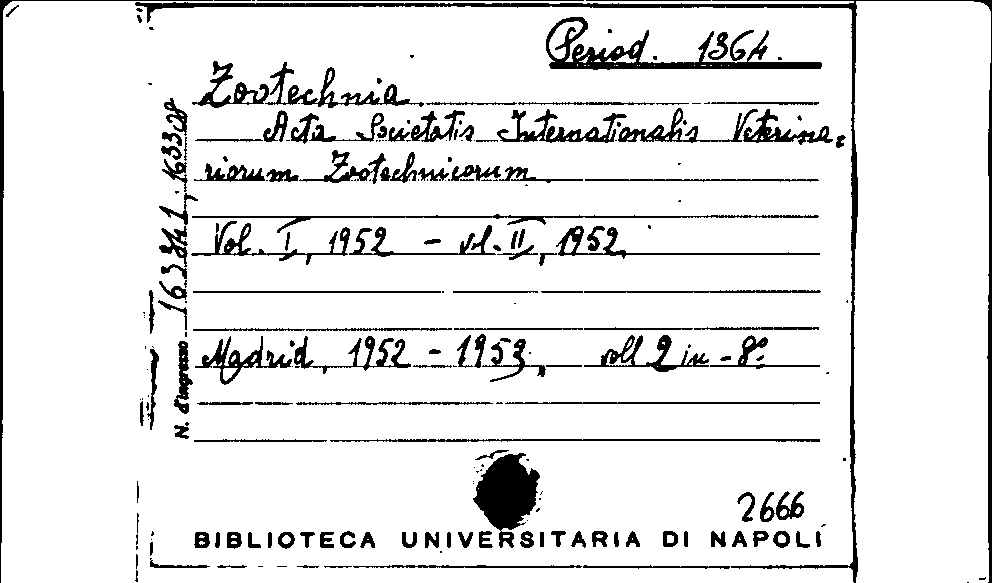 Period. 1364.
Zootechnia.
Acta Societatis Internationalis Veterina=
riorum Zootechnicorum.
Vol. I, 1952 - vol. II, 1952.
Madrid, 1952 - 1953, voll 2 in - 8º
N. d'ingresso 163841, 163308
2666
BIBLIOTECA UNIVERSITARIA DI NAPOLI